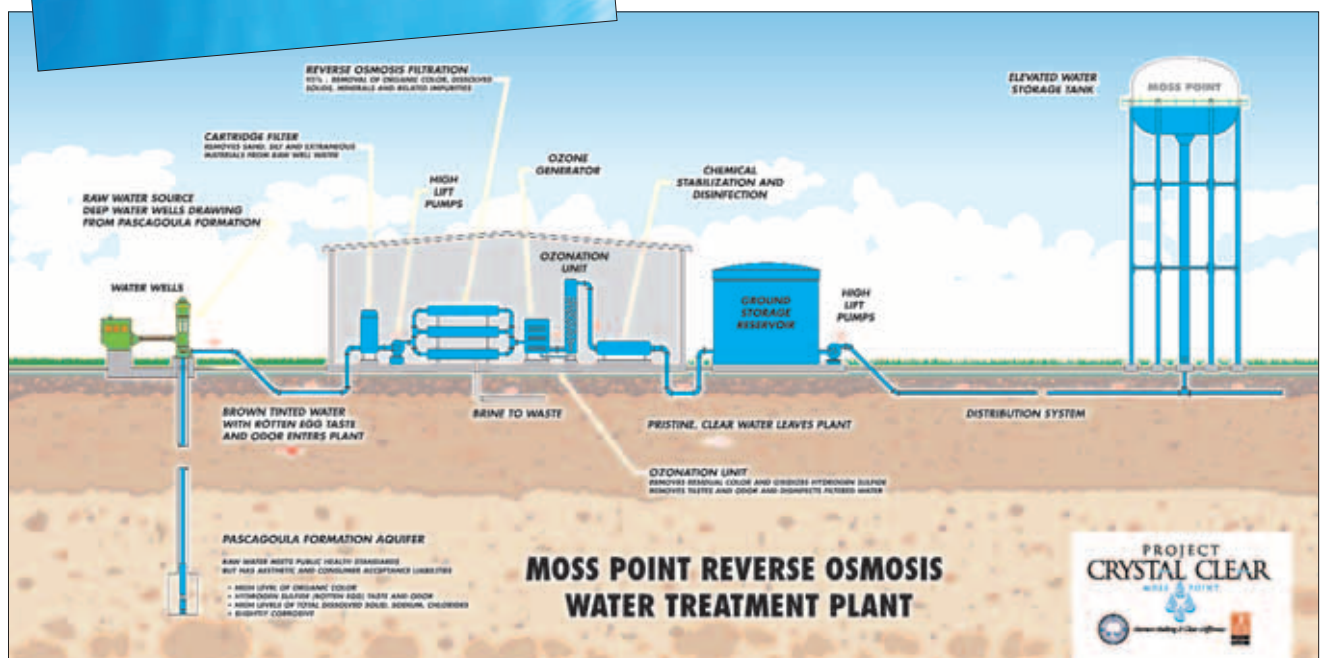 REVERSE OSMOSIS FILTRATION
95% + REMOVAL OF ORGANIC COLOR, DISSOLVED
SOLIDS, MINERALS AND RELATED IMPURITIES
ELEVATED WATER
STORAGE TANK
MOSS POINT
CARTRIDGE FILTER
REMOVES SAND, SILT AND EXTRANEOUS
MATERIALS FROM RAW WELL WATER
OZONE
GENERATOR
HIGH
LIFT
PUMPS
CHEMICAL
STABILIZATION AND
DISINFECTION
RAW WATER SOURCE
DEEP WATER WELLS DRAWING
FROM PASCAGOULA FORMATION
OZONATION
UNIT
WATER WELLS
GROUND
STORAGE
RESERVOIR
HIGH
LIFT
PUMPS
BROWN TINTED WATER
WITH ROTTEN EGG TASTE
AND ODOR ENTERS PLANT
BRINE TO WASTE
PRISTINE, CLEAR WATER LEAVES PLANT
DISTRIBUTION SYSTEM
OZONATION UNIT
REMOVES RESIDUAL COLOR AND OXIDIZES HYDROGEN SULFIDE
REMOVES TASTES AND ODOR AND DISINFECTS FILTERED WATER
PASCAGOULA FORMATION AQUIFER
RAW WATER MEETS PUBLIC HEALTH STANDARDS
BUT HAS AESTHETIC AND CONSUMER ACCEPTANCE LIABILITIES
• HIGH LEVEL OF ORGANIC COLOR
• HYDROGEN SULFIDE (ROTTEN EGG) TASTE AND ODOR
• HIGH LEVELS OF TOTAL DISSOLVED SOLID, SODIUM, CHLORIDES
• SLIGHTLY CORROSIVE
MOSS POINT REVERSE OSMOSIS
WATER TREATMENT PLANT
PROJECT
CRYSTAL CLEAR
MOSS POINT
Making A Clear Difference